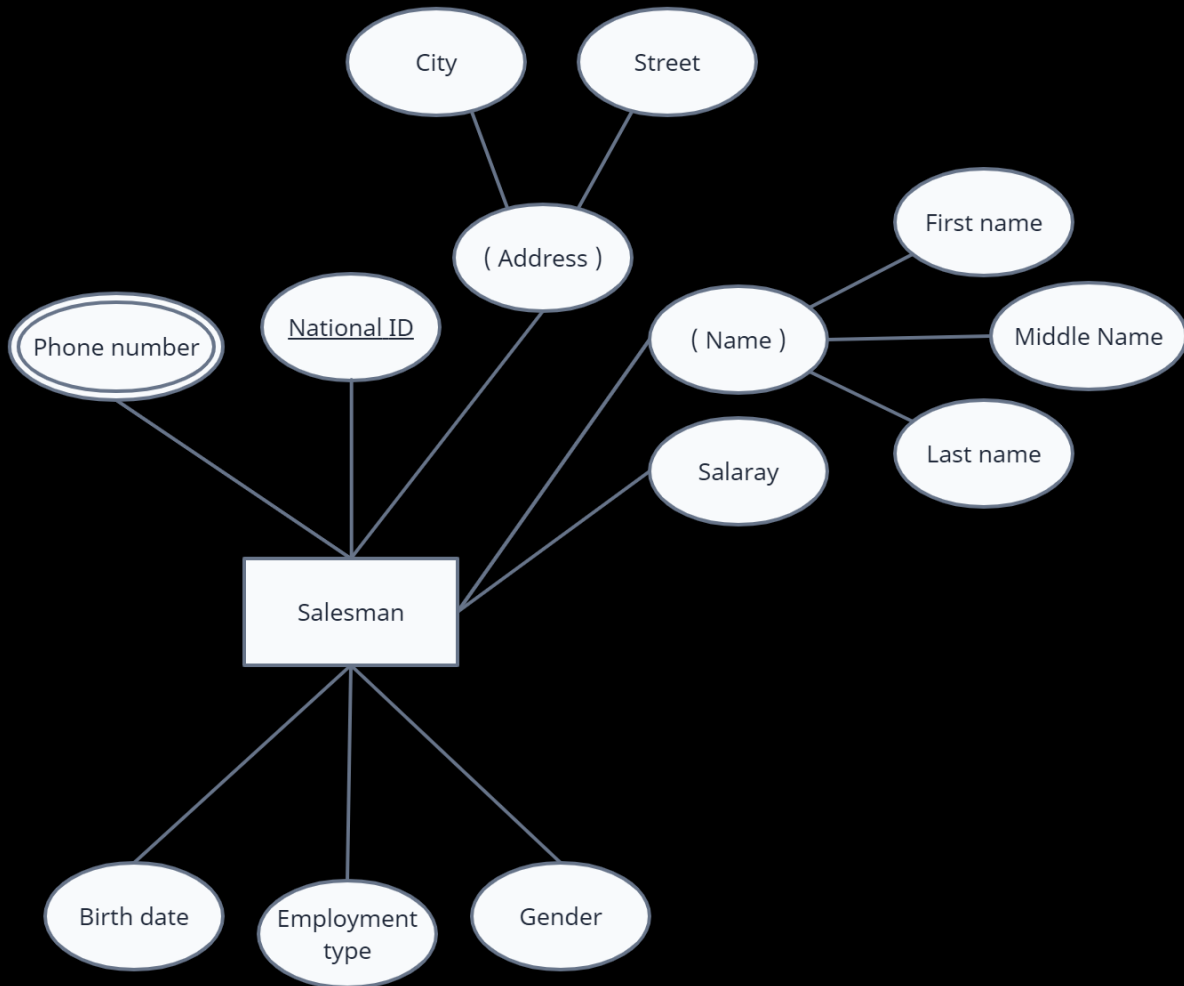 City
Street
( Address )
First name
Middle Name
Last name
( Name )
National ID
Phone number
Salaray
Salesman
Birth date
Employment
type
Gender